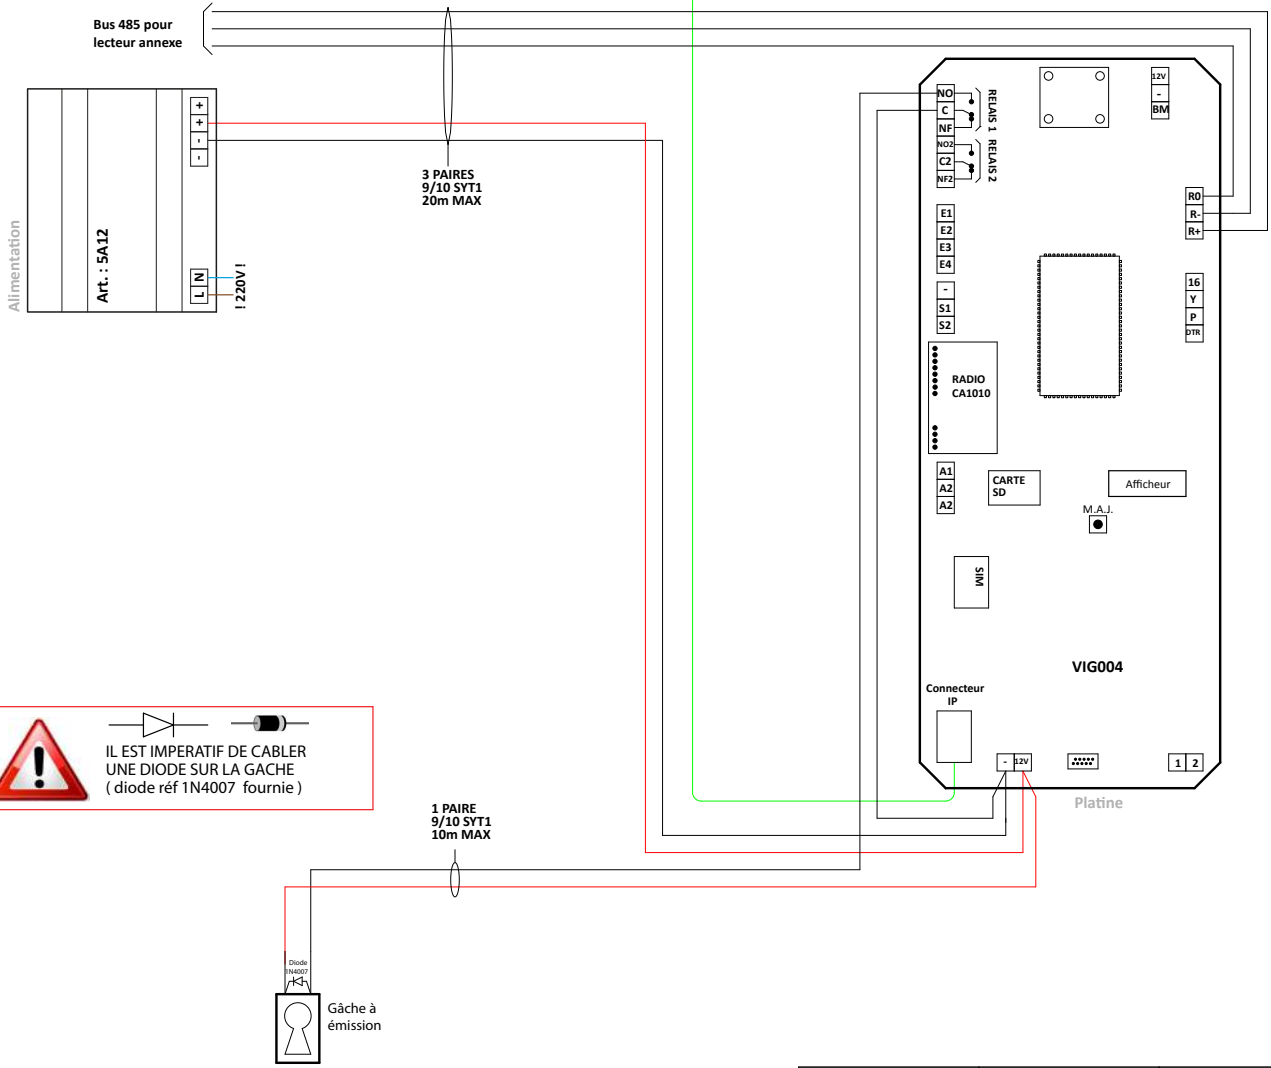 Bus 485 pour
lecteur annexe
+
+
-
-
Alimentation
Art. : 5A12
N
L
! 220V !
3 PAIRES
9/10 SYT1
20m MAX
NO
C
NF
NO2
C2
NF2
RELAIS 1
RELAIS 2
12V
-
BM
R0
R-
R+
E1
E2
E3
E4
-
S1
S2
16
Y
P
DTR
RADIO
CA1010
A1
A2
A2
CARTE
SD
Afficheur
M.A.J.
SIM
VIG004
Connecteur
IP
-
12V
1
2
Platine
IL EST IMPERATIF DE CABLER
UNE DIODE SUR LA GACHE
( diode réf 1N4007 fournie )
1 PAIRE
9/10 SYT1
10m MAX
Diode
1N4007
Gâche à
émission